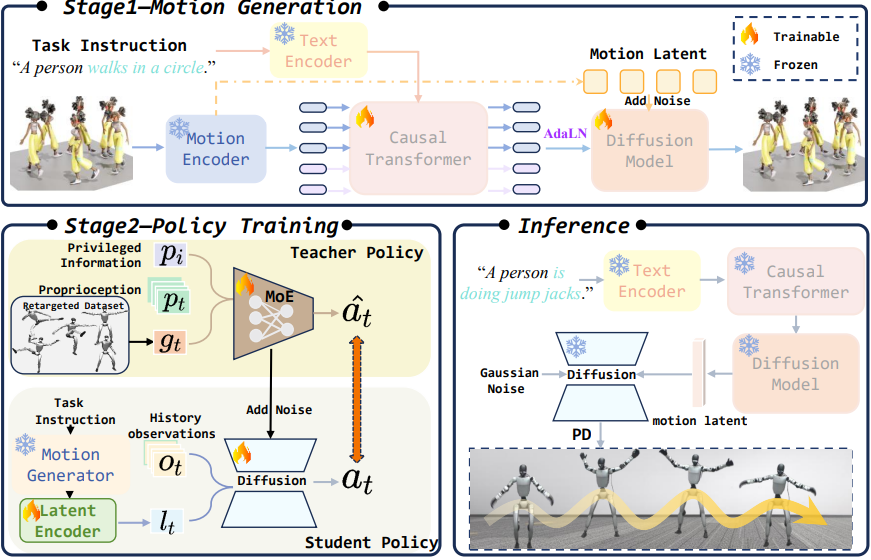 Stage1—Motion Generation
Task Instruction
“A person walks in a circle.”
Text
Encoder
Motion Latent
Trainable
Frozen
Add Noise
Motion
Encoder
Causal
Transformer
AdaLN
Diffusion
Model
Stage2—Policy Training
Privileged
Information
p_i
Teacher Policy
Proprioception
p_t
Retargeted Dataset
g_t
MoE
â_t
Add Noise
Task
Instruction
History
observations
Motion
Generator
o_t
Diffusion
a_t
Latent
Encoder
l_t
Student Policy
Inference
“A person is
doing jump jacks.”
Text
Encoder
Causal
Transformer
Diffusion
Model
Gaussian
Noise
Diffusion
motion latent
PD